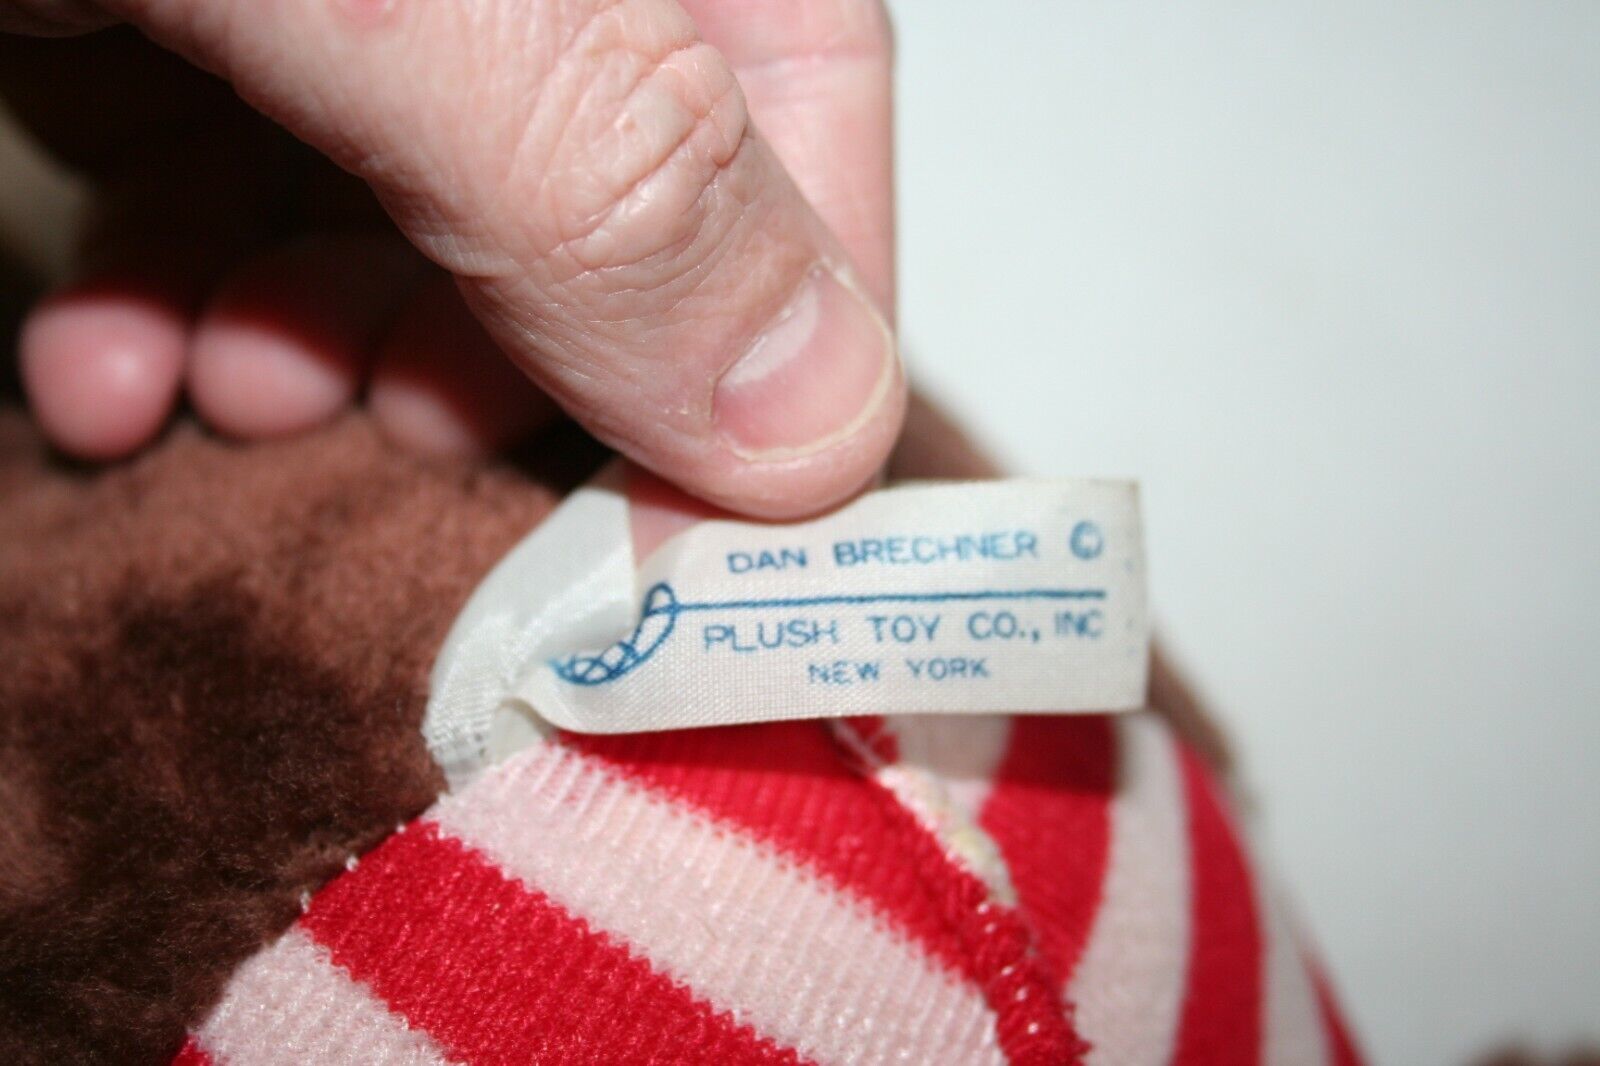 DAN BRECHNER ©
PLUSH TOY CO., INC
NEW YORK